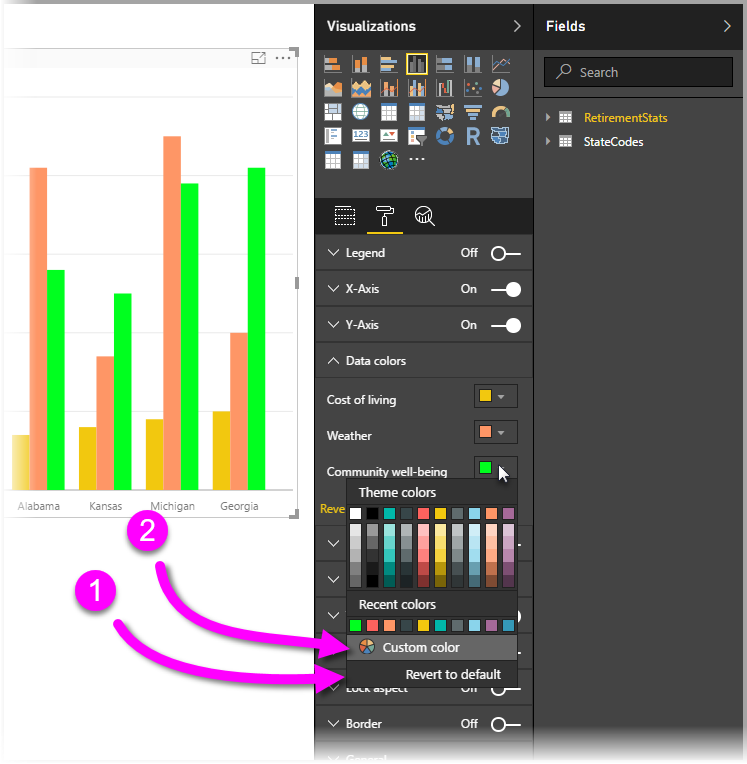 Visualizations
Fields
Search
RetirementStats
StateCodes
R
123
Legend Off
X-Axis On
Y-Axis On
Data colors
Cost of living
Weather
Community well-being
Theme colors
Reve
Recent colors
Custom color
Revert to default
Lock aspect Off
Border Off
General
Alabama Kansas Michigan Georgia
2
1